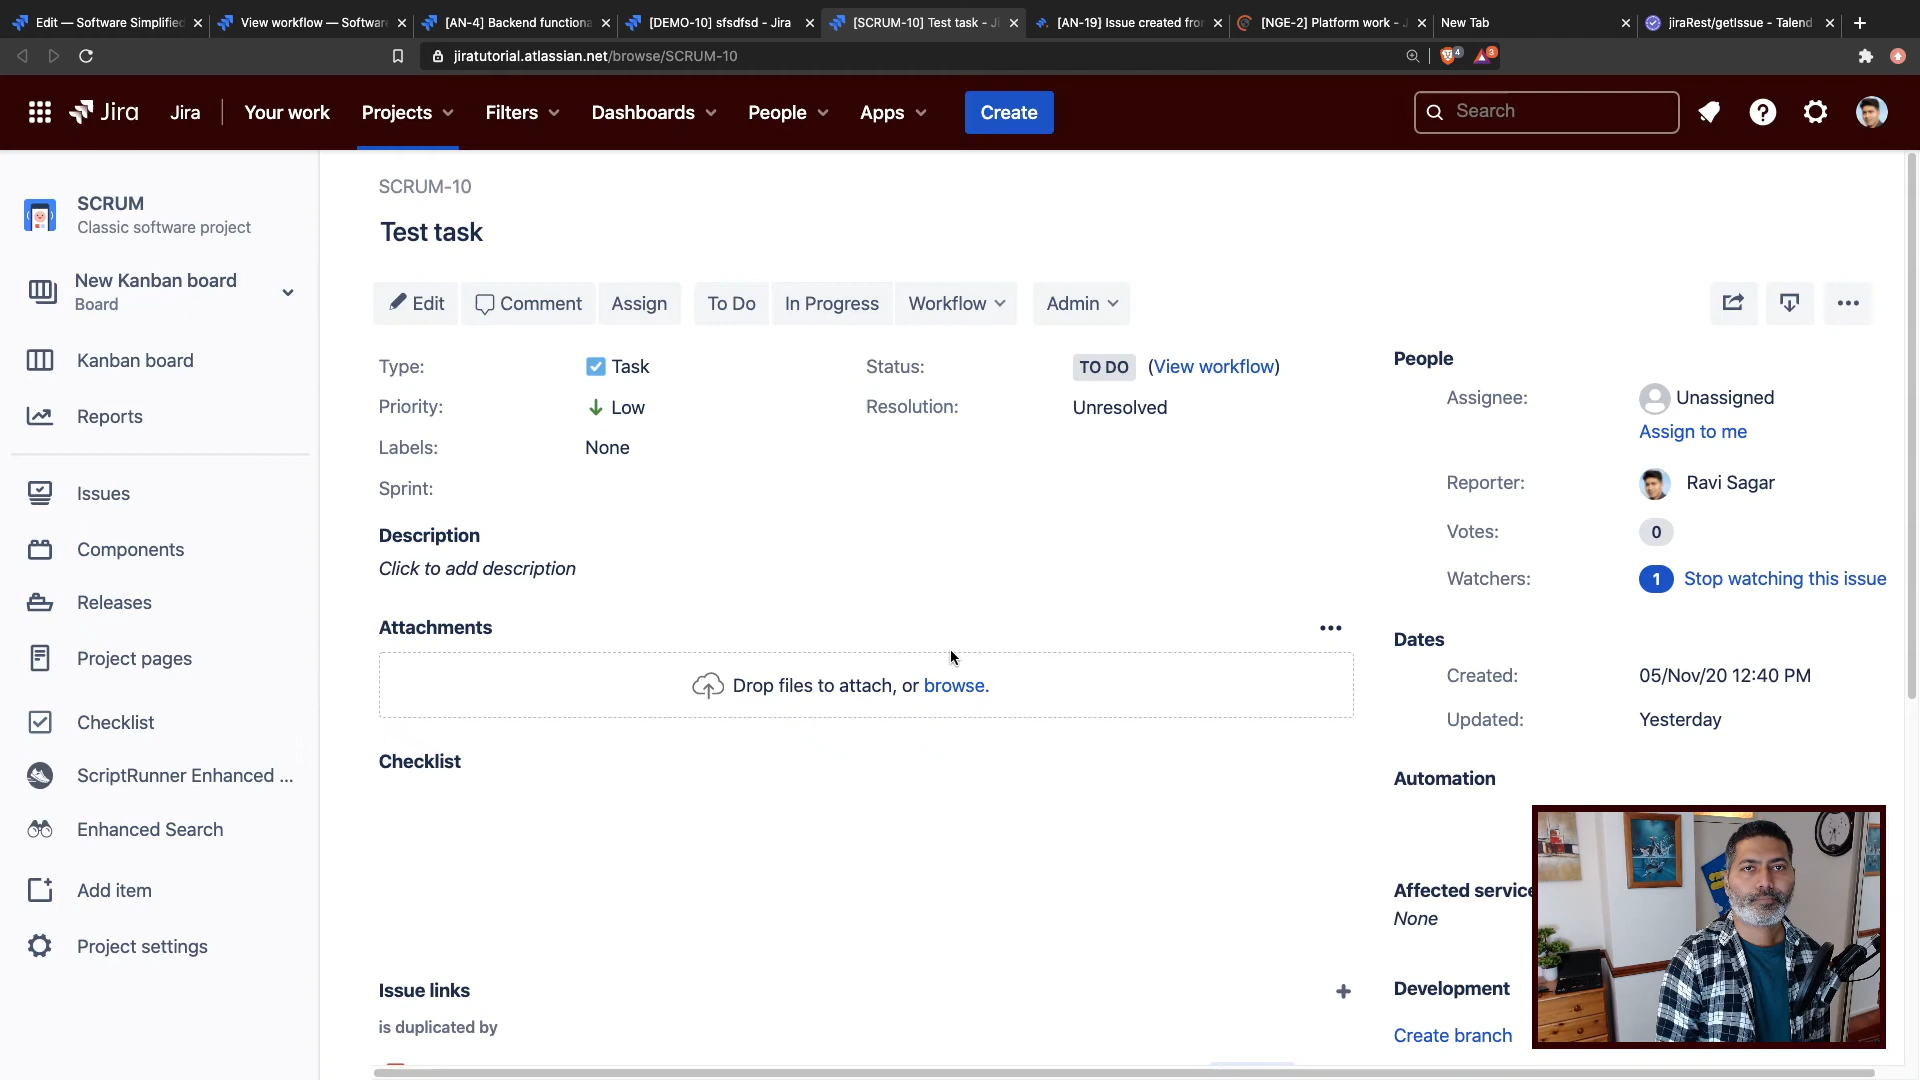 Edit — Software Simplified
View workflow — Software
[AN-4] Backend functiona
[DEMO-10] sfsdfsd - Jira
[SCRUM-10] Test task - Ji
[AN-19] Issue created fro
[NGE-2] Platform work - J
New Tab
jiraRest/getIssue - Talend
jiratutorial.atlassian.net/browse/SCRUM-10
4
3
Jira
Jira
Your work
Projects
Filters
Dashboards
People
Apps
Create
Search
SCRUM
Classic software project
New Kanban board
Board
Kanban board
Reports
Issues
Components
Releases
Project pages
Checklist
ScriptRunner Enhanced ...
Enhanced Search
Add item
Project settings
SCRUM-10
Test task
Edit
Comment
Assign
To Do
In Progress
Workflow
Admin
Type:
Task
Status:
TO DO
(View workflow)
Priority:
Low
Resolution:
Unresolved
Labels:
None
Sprint:
Description
Click to add description
Attachments
Drop files to attach, or browse.
Checklist
Issue links
is duplicated by
People
Assignee:
Unassigned
Assign to me
Reporter:
Ravi Sagar
Votes:
0
Watchers:
1
Stop watching this issue
Dates
Created:
05/Nov/20 12:40 PM
Updated:
Yesterday
Automation
Affected service
None
Development
Create branch